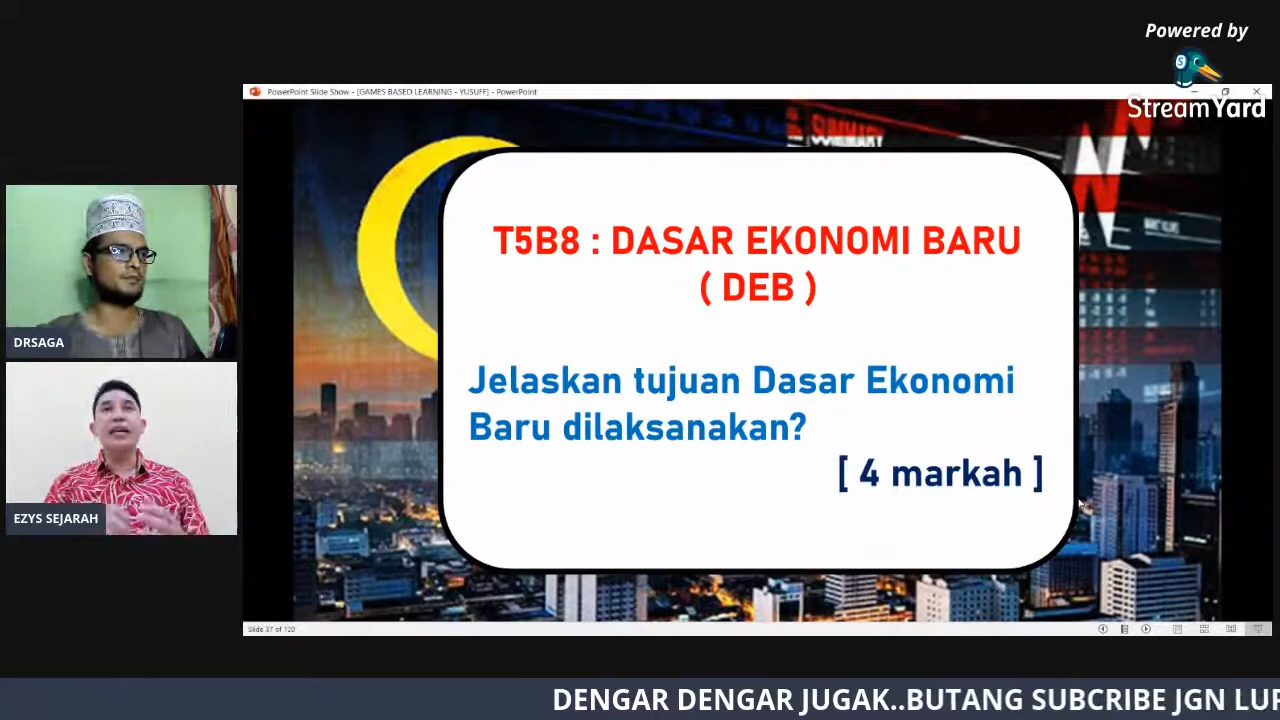 Powered by
StreamYard
PowerPoint Slide Show - [GAMES BASED LEARNING - YUSUFF] - PowerPoint
SUMMARY
T5B8 : DASAR EKONOMI BARU
( DEB )
Jelaskan tujuan Dasar Ekonomi
Baru dilaksanakan?
[ 4 markah ]
DRSAGA
EZYS SEJARAH
Slide 37 of 120
DENGAR DENGAR JUGAK..BUTANG SUBCRIBE JGN LUP